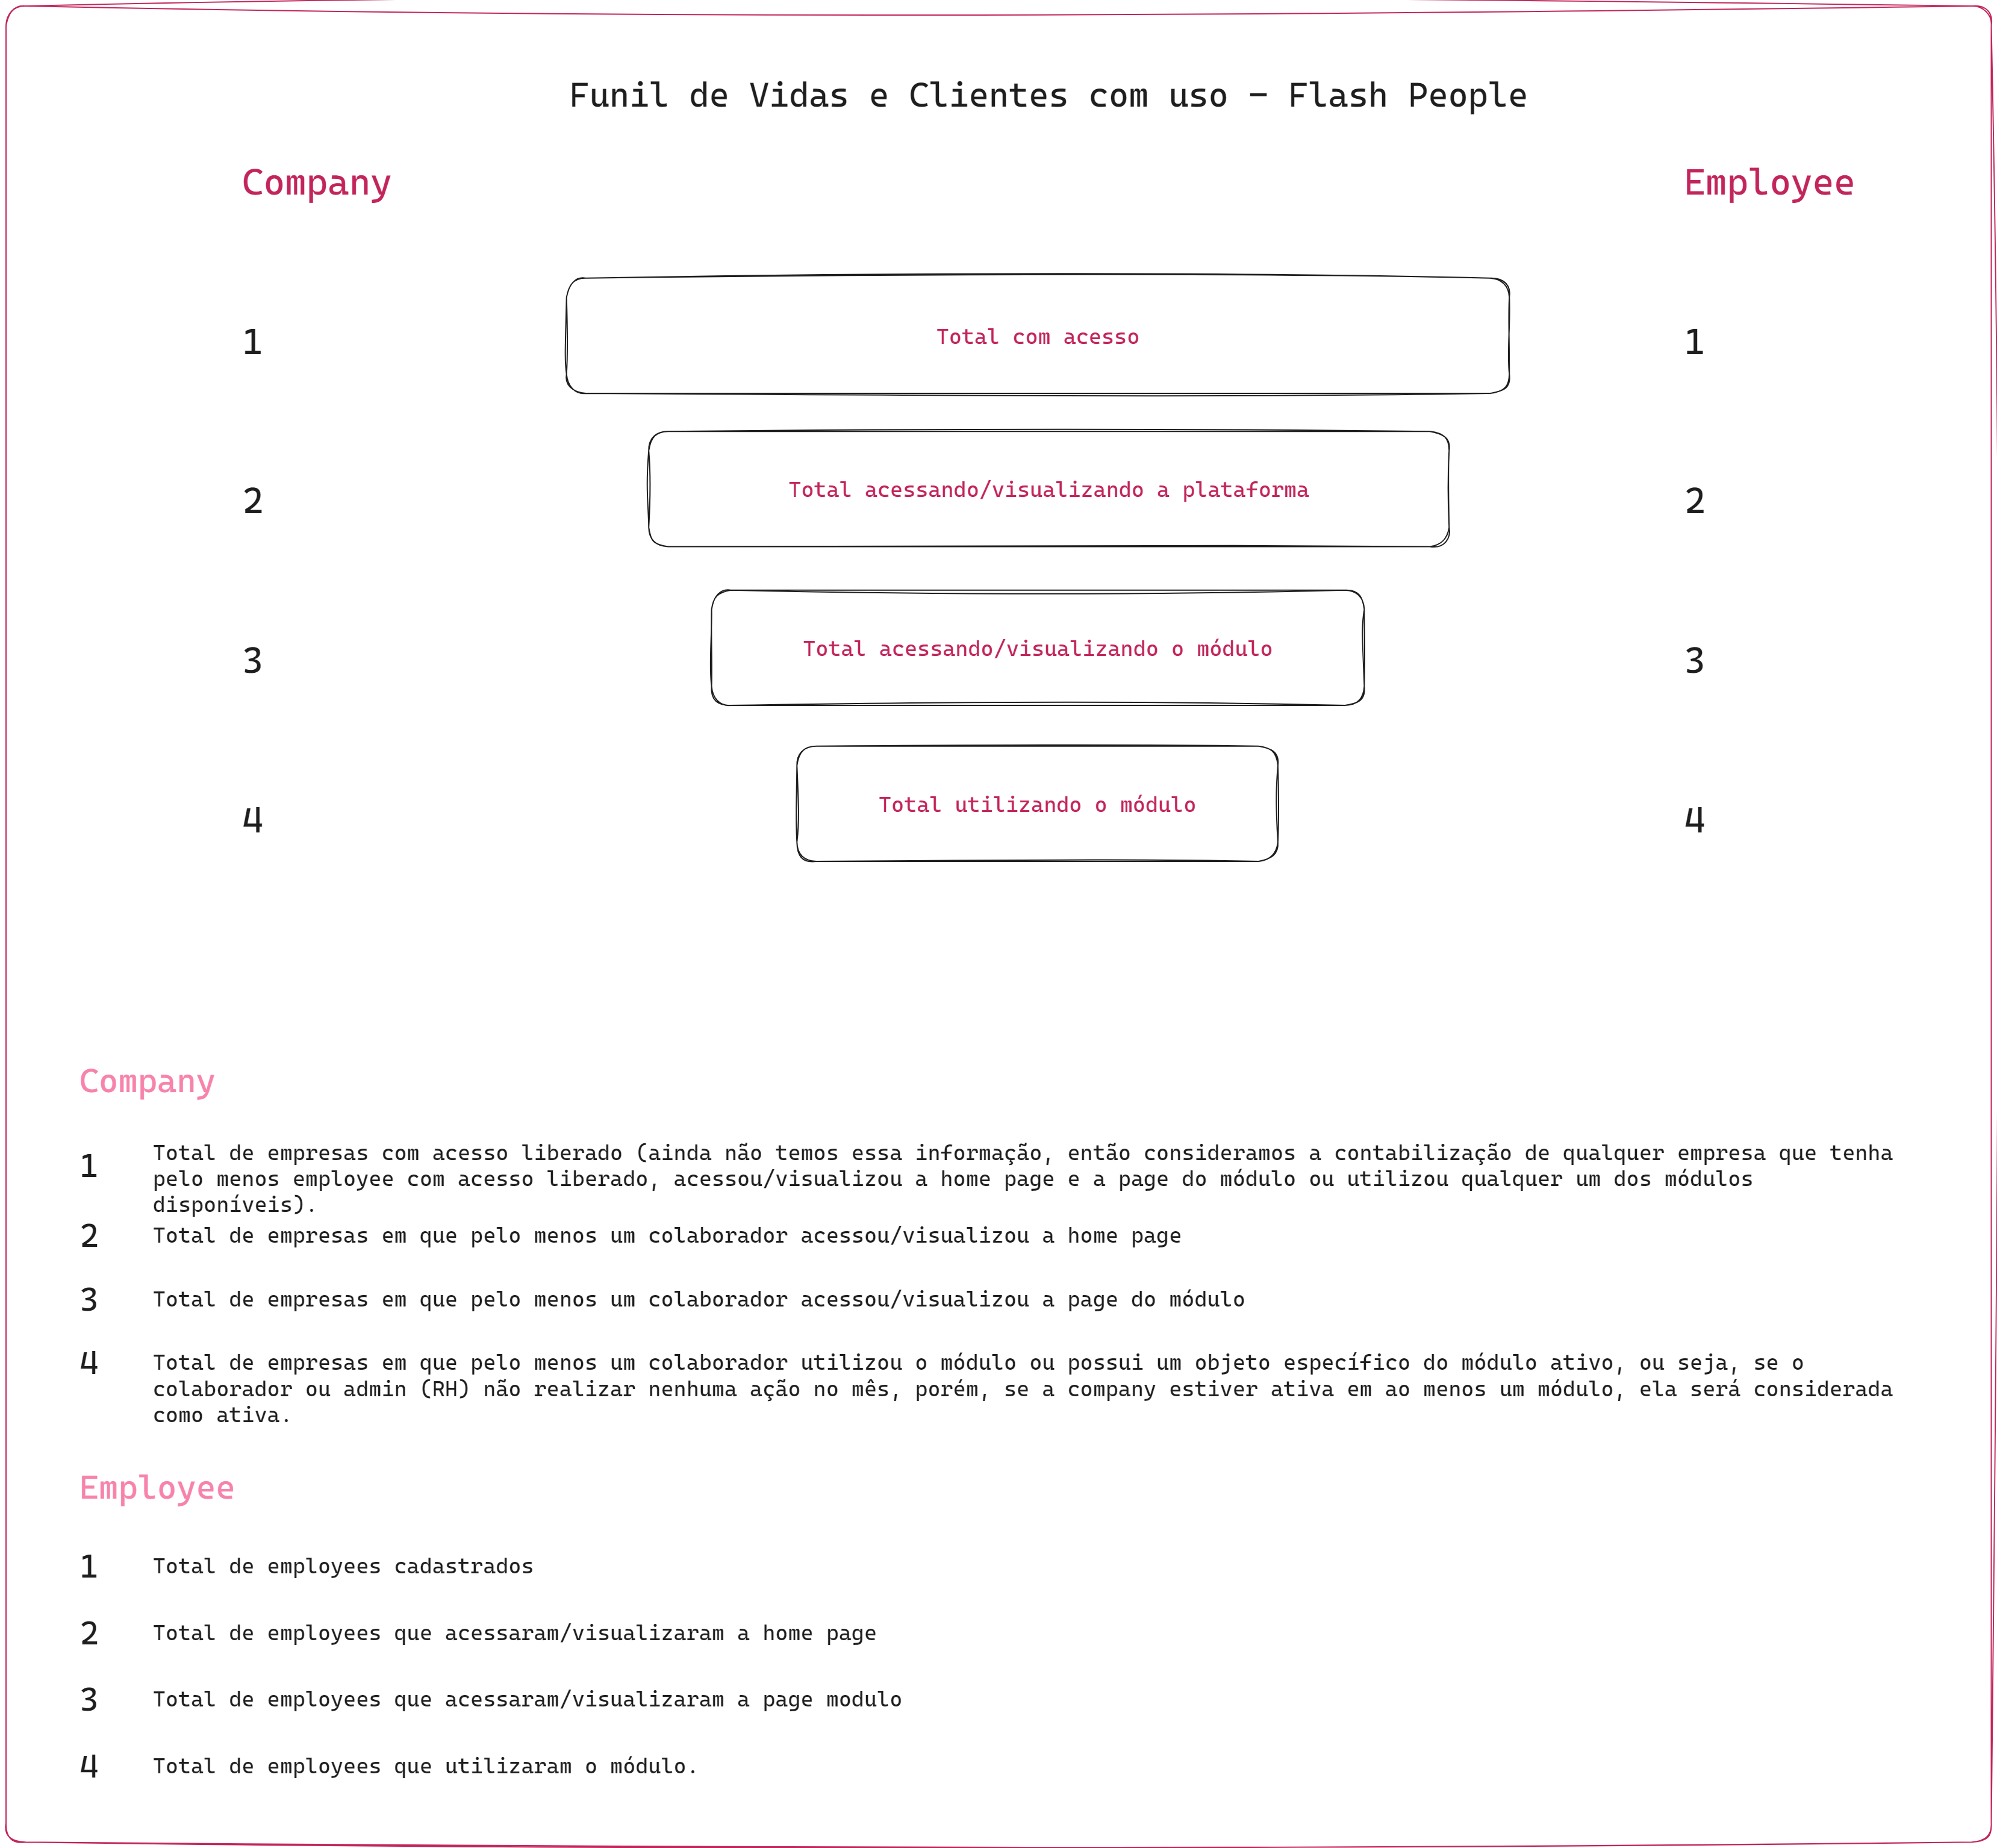 Funil de Vidas e Clientes com uso - Flash People
Company
Employee
1
Total com acesso
1
2
Total acessando/visualizando a plataforma
2
3
Total acessando/visualizando o módulo
3
4
Total utilizando o módulo
4
Company
1
Total de empresas com acesso liberado (ainda não temos essa informação, então consideramos a contabilização de qualquer empresa que tenha
pelo menos employee com acesso liberado, acessou/visualizou a home page e a page do módulo ou utilizou qualquer um dos módulos
disponíveis).
2
Total de empresas em que pelo menos um colaborador acessou/visualizou a home page
3
Total de empresas em que pelo menos um colaborador acessou/visualizou a page do módulo
4
Total de empresas em que pelo menos um colaborador utilizou o módulo ou possui um objeto específico do módulo ativo, ou seja, se o
colaborador ou admin (RH) não realizar nenhuma ação no mês, porém, se a company estiver ativa em ao menos um módulo, ela será considerada
como ativa.
Employee
1
Total de employees cadastrados
2
Total de employees que acessaram/visualizaram a home page
3
Total de employees que acessaram/visualizaram a page modulo
4
Total de employees que utilizaram o módulo.